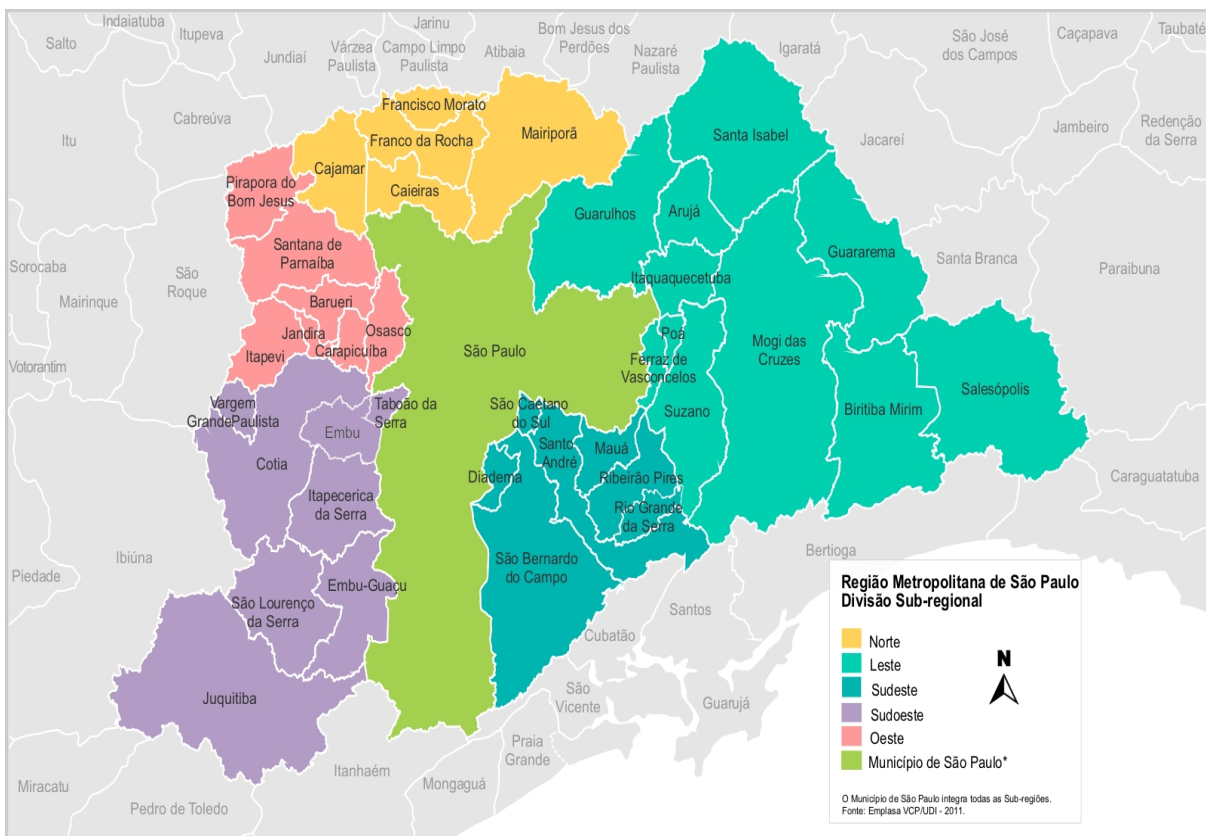 Indaiatuba
Salto
Itupeva
Jundiaí
Várzea
Paulista
Jarinu
Campo Limpo
Paulista
Atibaia
Bom Jesus dos
Perdões
Nazaré
Paulista
Igaratá
São José
dos Campos
Caçapava
Taubaté
Itu
Cabreúva
Francisco Morato
Franco da Rocha
Mairiporã
Cajamar
Caieiras
Santa Isabel
Jacareí
Jambeiro
Redenção
da Serra
Pirapora do
Bom Jesus
Guarulhos
Arujá
Santana de
Parnaíba
Itaquaquecetuba
Guararema
Santa Branca
Paraibuna
Sorocaba
Mairinque
São
Roque
Barueri
Jandira
Osasco
Itapevi
Carapicuíba
São Paulo
Poá
Ferraz de
Vasconcelos
Mogi das
Cruzes
Votorantim
Salesópolis
Vargem
GrandePaulista
Taboão da
Serra
Embu
São Caetano
do Sul
Suzano
Biritiba Mirim
Cotia
Santo
André
Mauá
Diadema
Ribeirão Pires
Caraguatatuba
Itapecerica
da Serra
Rio Grande
da Serra
Ibiúna
Bertioga
Piedade
São Bernardo
do Campo
Embu-Guaçu
São Lourenço
da Serra
Santos
Cubatão
Juquitiba
São
Vicente
Guarujá
Praia
Grande
Itanhaém
Mongaguá
Miracatu
Pedro de Toledo
Região Metropolitana de São Paulo
Divisão Sub-regional
Norte
Leste
Sudeste
Sudoeste
Oeste
Município de São Paulo*
N
O Município de São Paulo integra todas as Sub-regiões.
Fonte: Emplasa VCP/UDI - 2011.